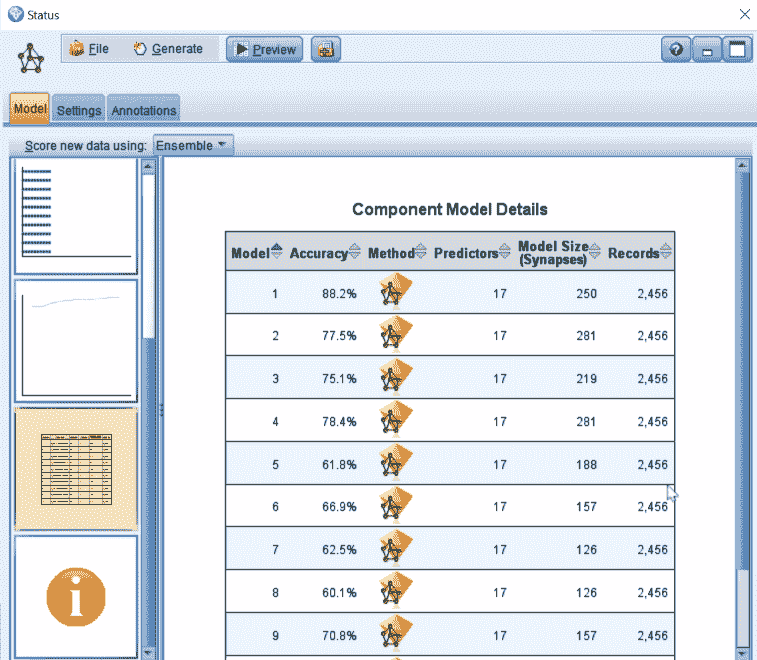 Status
File Generate Preview
Model Settings Annotations
Score new data using: Ensemble
Component Model Details
Model Accuracy Method Predictors Model Size (Synapses) Records
1 88.2% 17 250 2,456
2 77.5% 17 281 2,456
3 75.1% 17 219 2,456
4 78.4% 17 281 2,456
5 61.8% 17 188 2,456
6 66.9% 17 157 2,456
7 62.5% 17 126 2,456
8 60.1% 17 126 2,456
9 70.8% 17 157 2,456